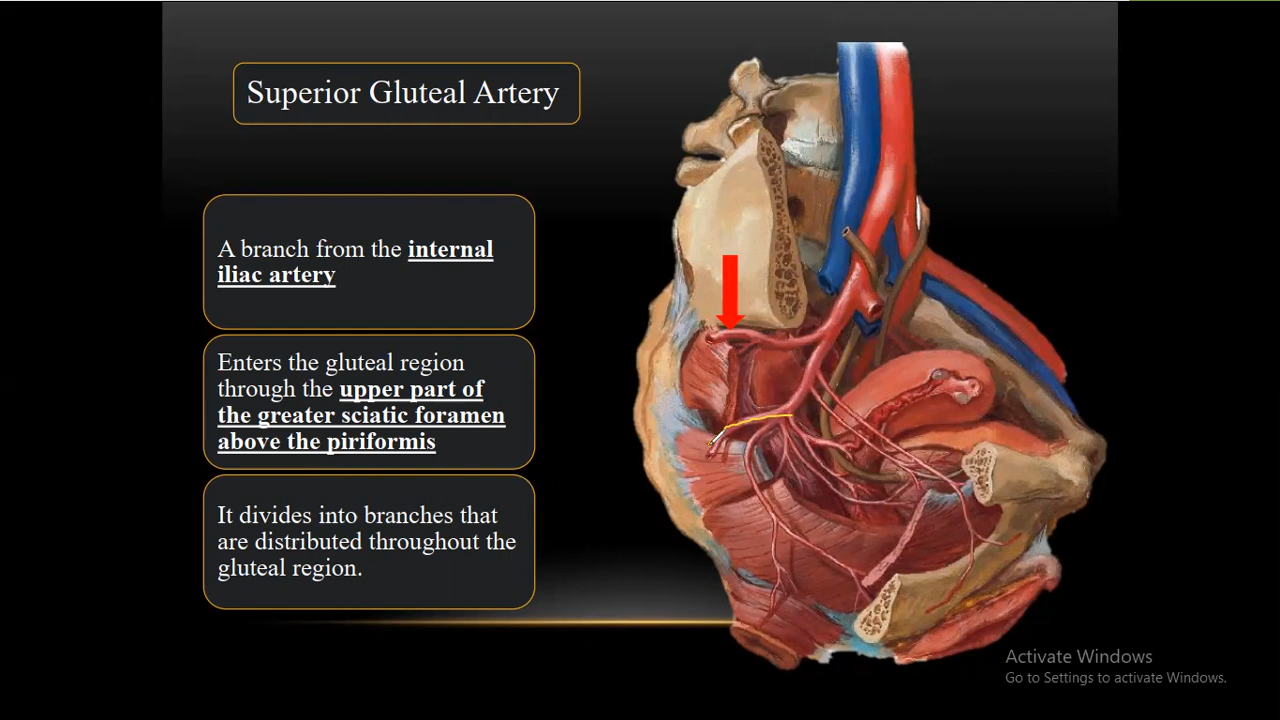 Superior Gluteal Artery
A branch from the internal
iliac artery
Enters the gluteal region
through the upper part of
the greater sciatic foramen
above the piriformis
It divides into branches that
are distributed throughout the
gluteal region.
Activate Windows
Go to Settings to activate Windows.